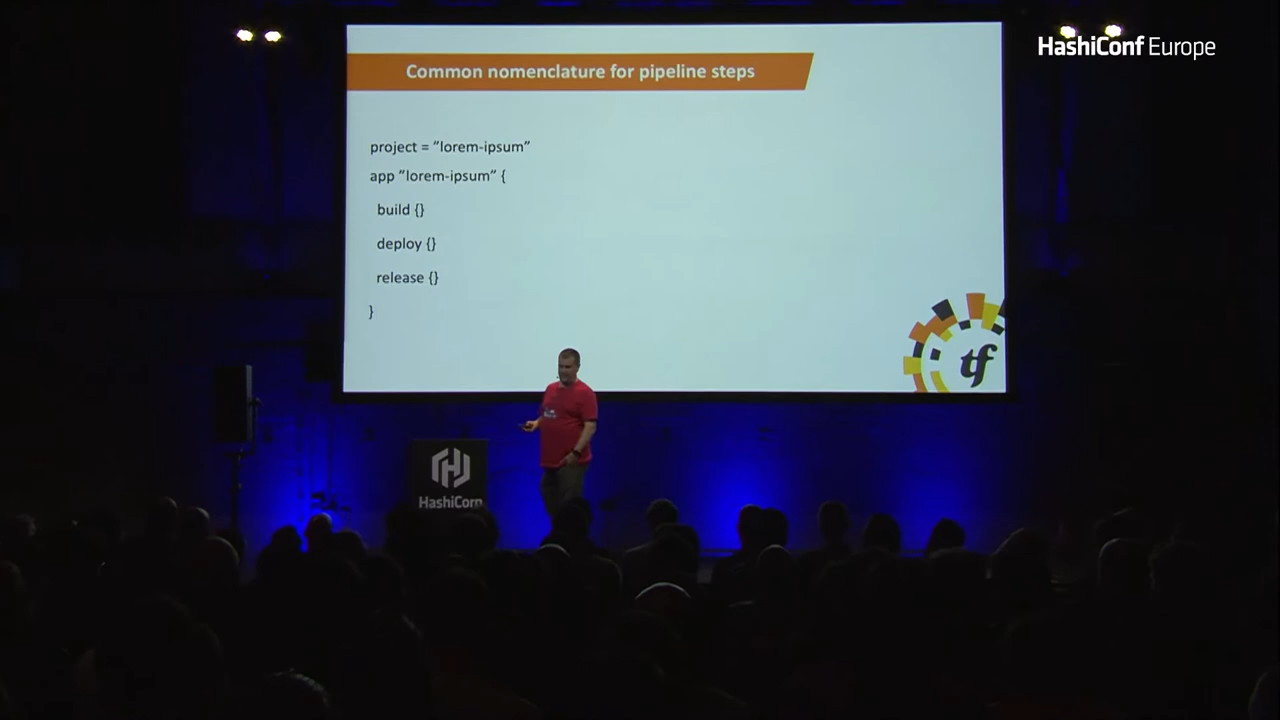 HashiConf Europe
Common nomenclature for pipeline steps
project = ”lorem-ipsum”
app ”lorem-ipsum” {
build {}
deploy {}
release {}
}
tf
HashiCorp